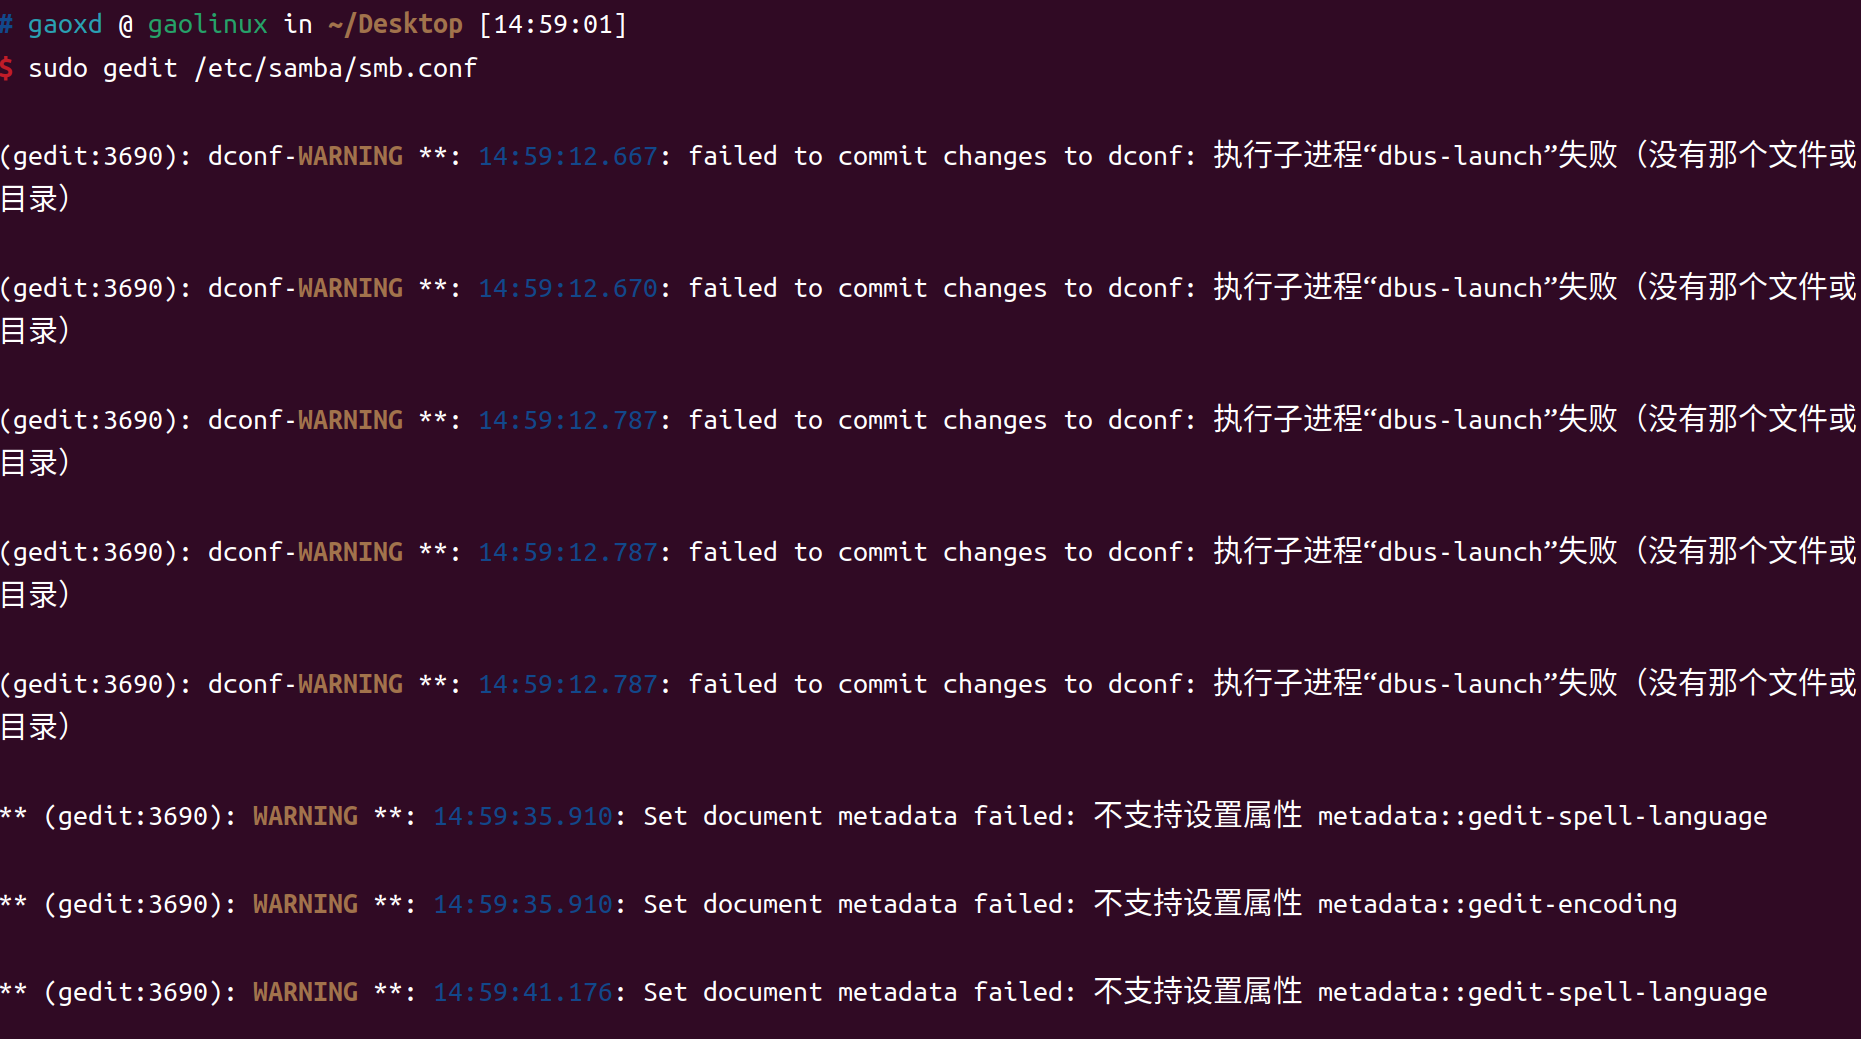 # gaoxd @ gaolinux in ~/Desktop [14:59:01]
$ sudo gedit /etc/samba/smb.conf
(gedit:3690): dconf-WARNING **: 14:59:12.667: failed to commit changes to dconf: 执行子进程“dbus-launch”失败（没有那个文件或
目录）
(gedit:3690): dconf-WARNING **: 14:59:12.670: failed to commit changes to dconf: 执行子进程“dbus-launch”失败（没有那个文件或
目录）
(gedit:3690): dconf-WARNING **: 14:59:12.787: failed to commit changes to dconf: 执行子进程“dbus-launch”失败（没有那个文件或
目录）
(gedit:3690): dconf-WARNING **: 14:59:12.787: failed to commit changes to dconf: 执行子进程“dbus-launch”失败（没有那个文件或
目录）
(gedit:3690): dconf-WARNING **: 14:59:12.787: failed to commit changes to dconf: 执行子进程“dbus-launch”失败（没有那个文件或
目录）
** (gedit:3690): WARNING **: 14:59:35.910: Set document metadata failed: 不支持设置属性 metadata::gedit-spell-language
** (gedit:3690): WARNING **: 14:59:35.910: Set document metadata failed: 不支持设置属性 metadata::gedit-encoding
** (gedit:3690): WARNING **: 14:59:41.176: Set document metadata failed: 不支持设置属性 metadata::gedit-spell-language